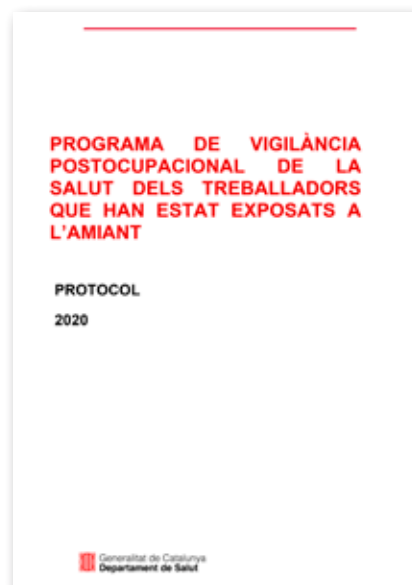 PROGRAMA DE VIGILÀNCIA
POSTOCUPACIONAL DE LA
SALUT DELS TREBALLADORS
QUE HAN ESTAT EXPOSATS A
L'AMIANT
PROTOCOL
2020
Generalitat de Catalunya
Departament de Salut